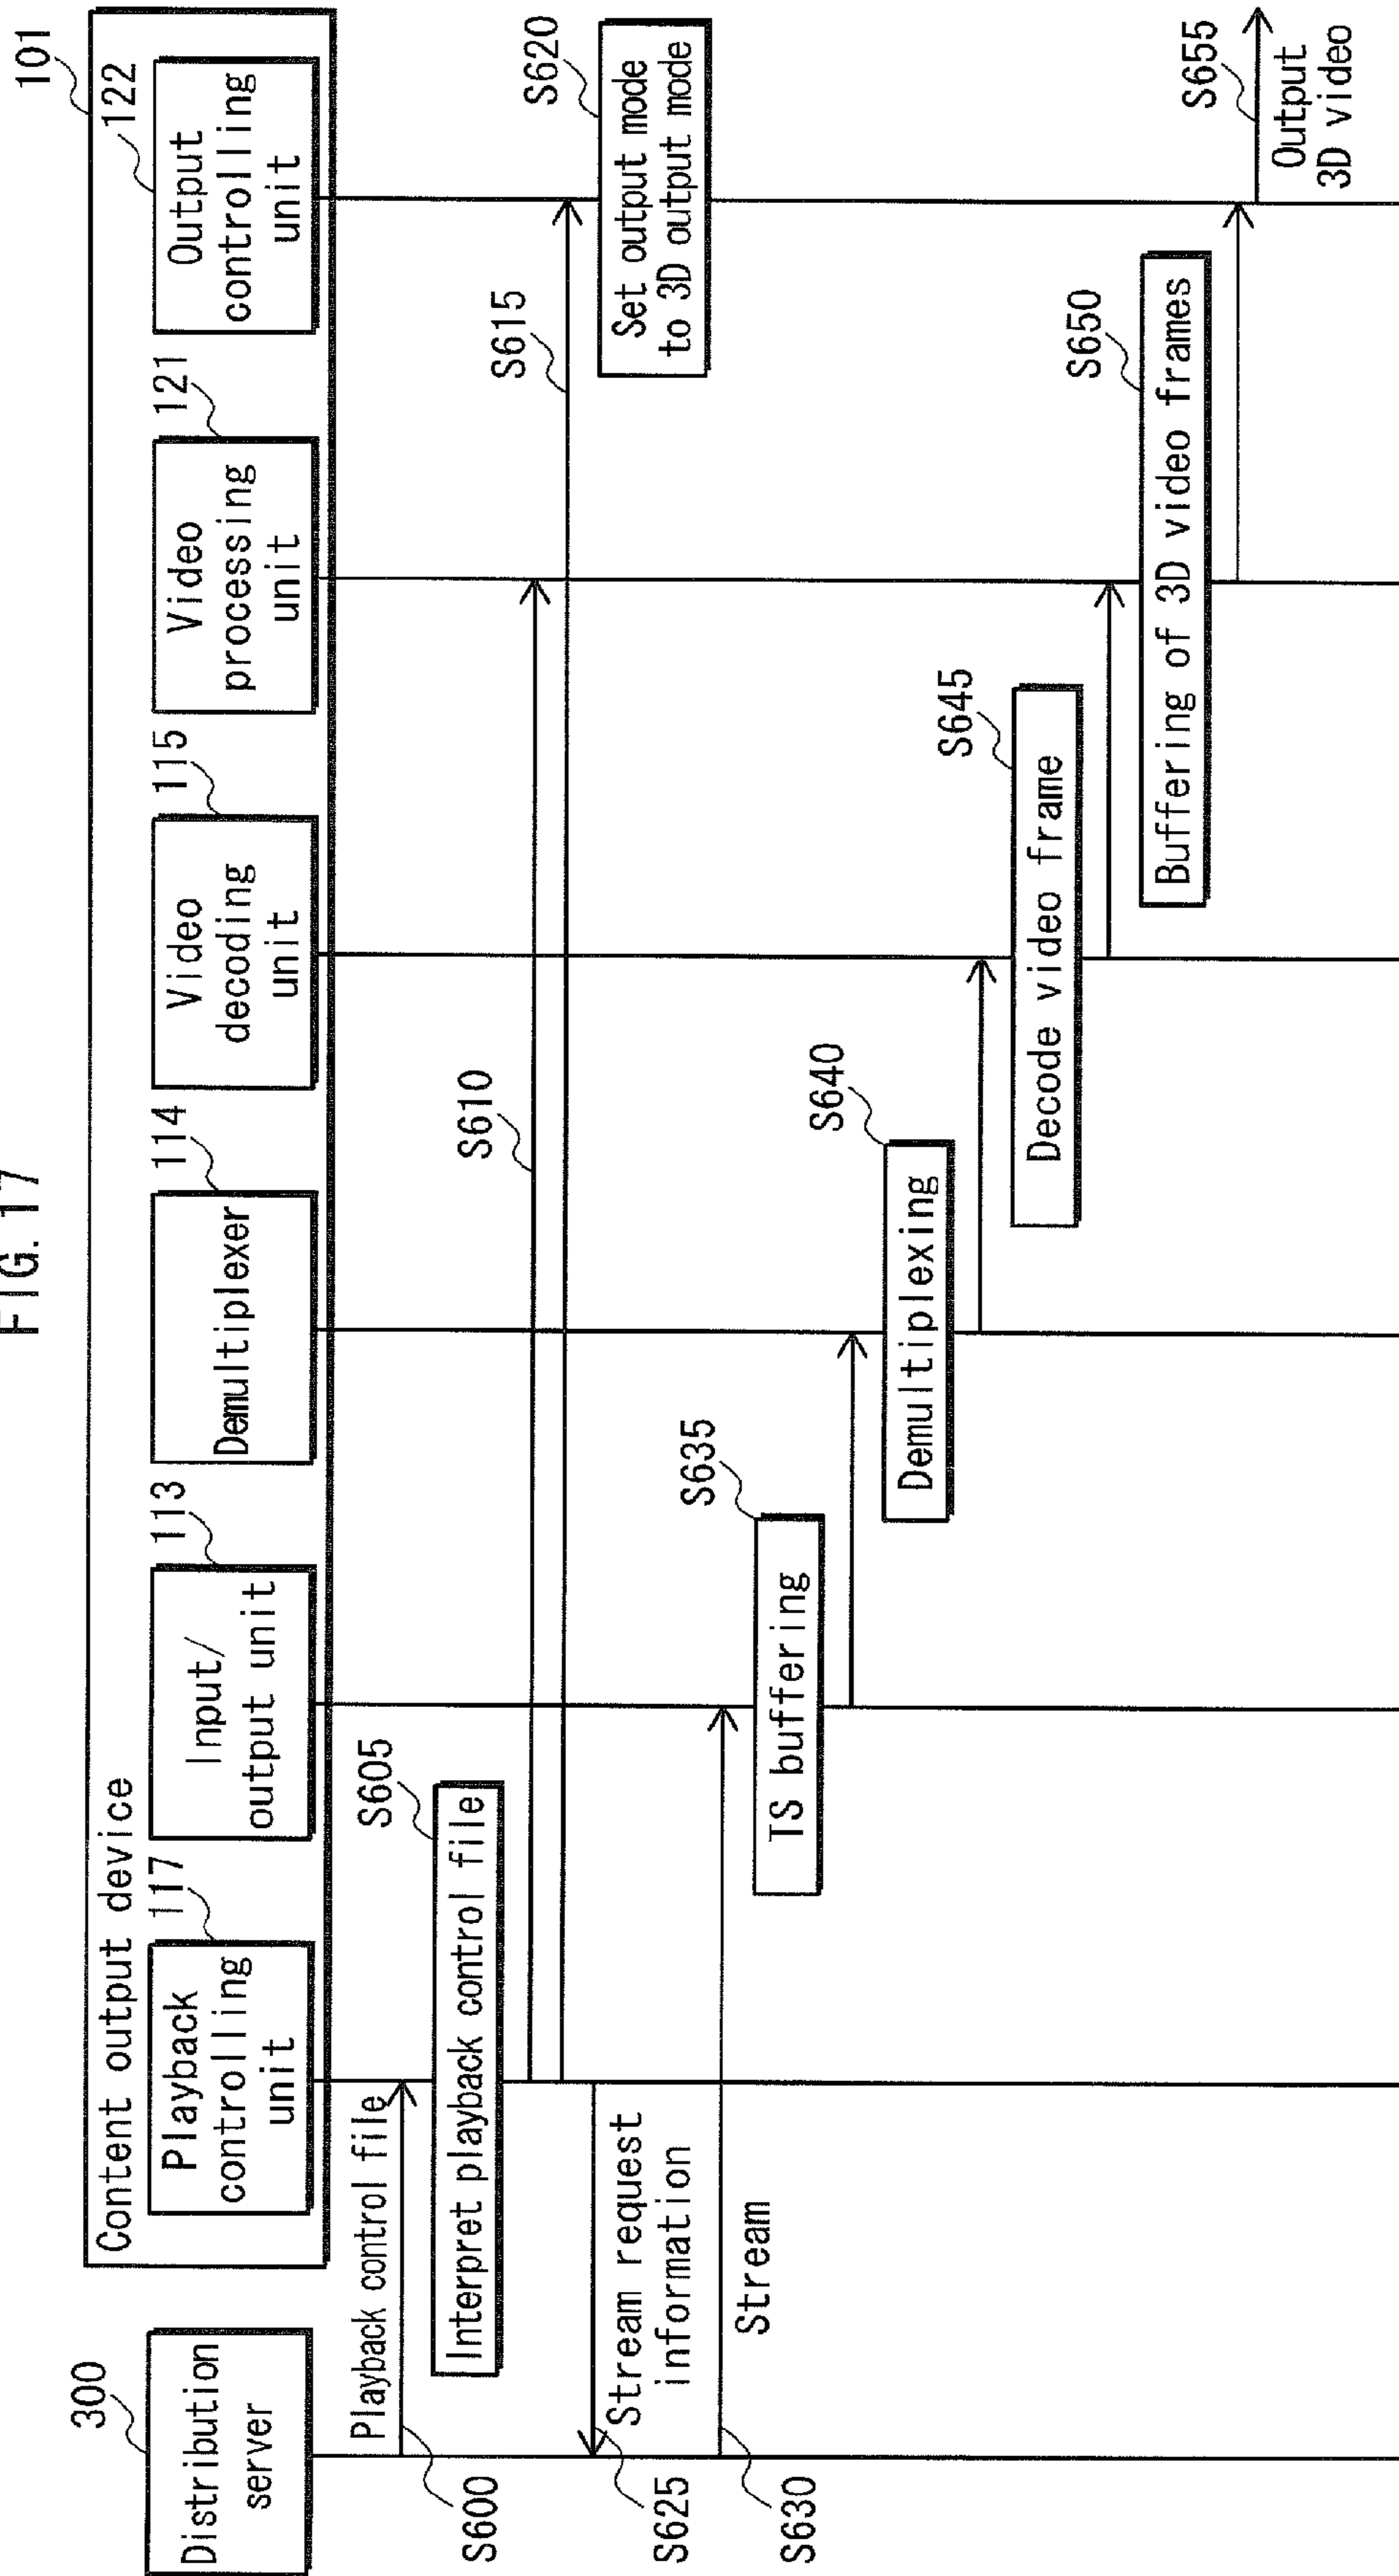 FIG. 17
101
Content output device
300
117
113
114
115
121
122
Distribution
server
Playback
controlling
unit
Input/
output unit
Demultiplexer
Video
decoding
unit
Video
processing
unit
Output
controlling
unit
Playback control file
S600
S605
Interpret playback control file
S610
S615
S620
Set output mode
to 3D output mode
S625
Stream request
information
S630
Stream
S635
TS buffering
S640
Demultiplexing
S645
Decode video frame
S650
Buffering of 3D video frames
S655
Output
3D video